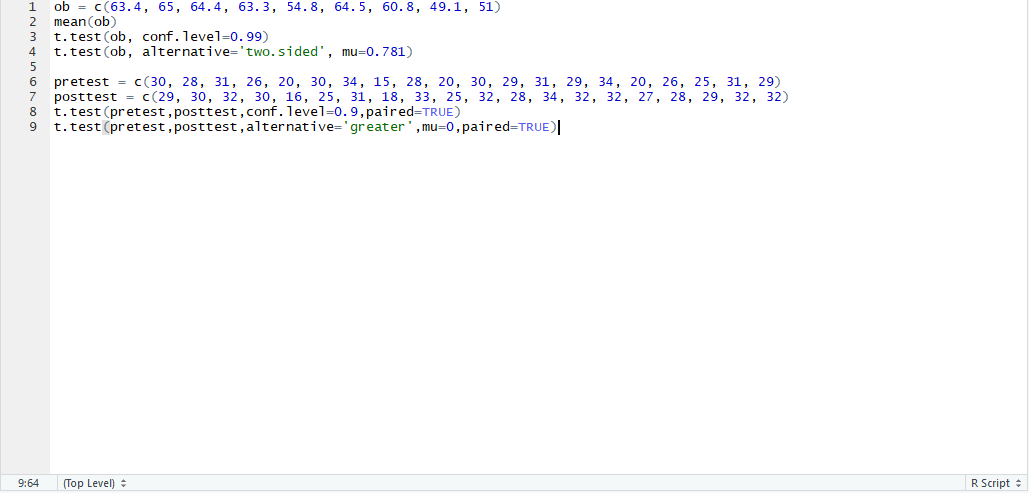 1 ob = c(63.4, 65, 64.4, 63.3, 54.8, 64.5, 60.8, 49.1, 51)
2 mean(ob)
3 t.test(ob, conf.level=0.99)
4 t.test(ob, alternative='two.sided', mu=0.781)
5
6 pretest = c(30, 28, 31, 26, 20, 30, 34, 15, 28, 20, 30, 29, 31, 29, 34, 20, 26, 25, 31, 29)
7 posttest = c(29, 30, 32, 30, 16, 25, 31, 18, 33, 25, 32, 28, 34, 32, 32, 27, 28, 29, 32, 32)
8 t.test(pretest,posttest,conf.level=0.9,paired=TRUE)
9 t.test(pretest,posttest,alternative='greater',mu=0,paired=TRUE)
9:64 (Top Level) R Script